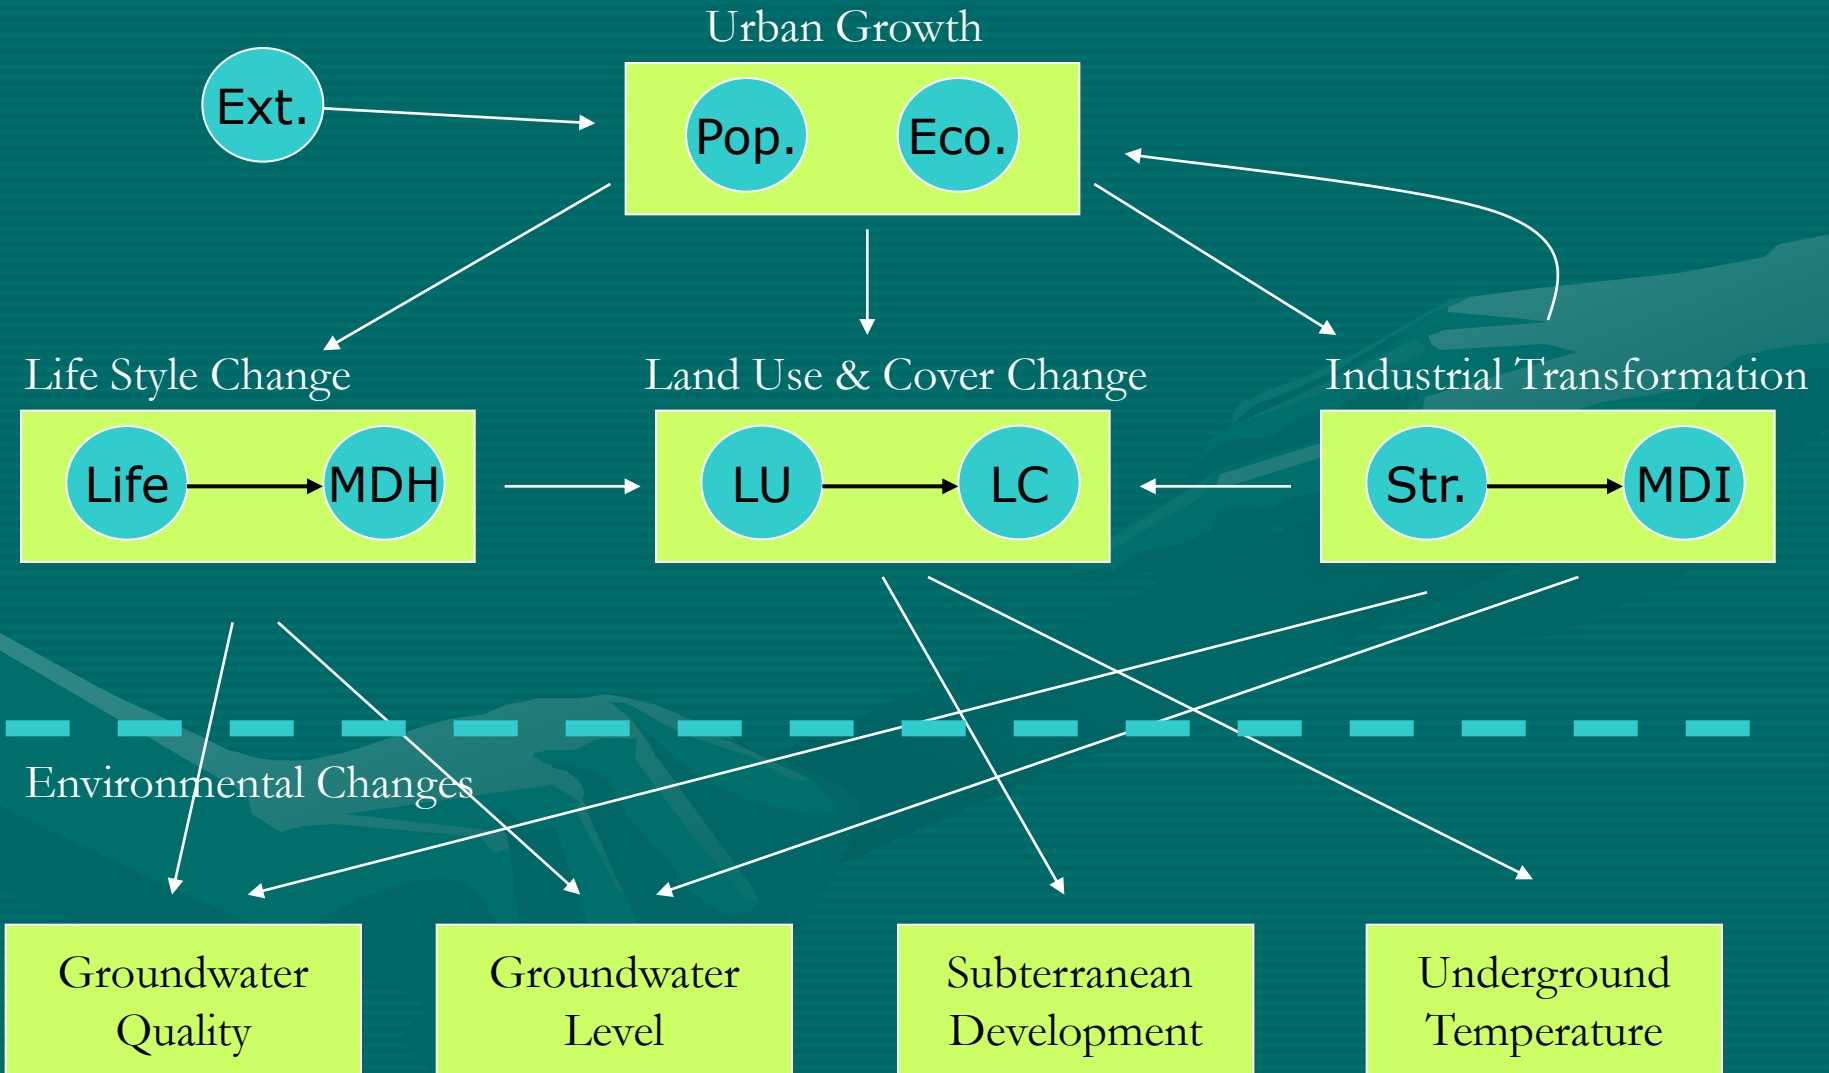 Urban Growth
Ext.
Pop.
Eco.
Life Style Change
Land Use & Cover Change
Industrial Transformation
Life
MDH
LU
LC
Str.
MDI
Environmental Changes
Groundwater
Quality
Groundwater
Level
Subterranean
Development
Underground
Temperature